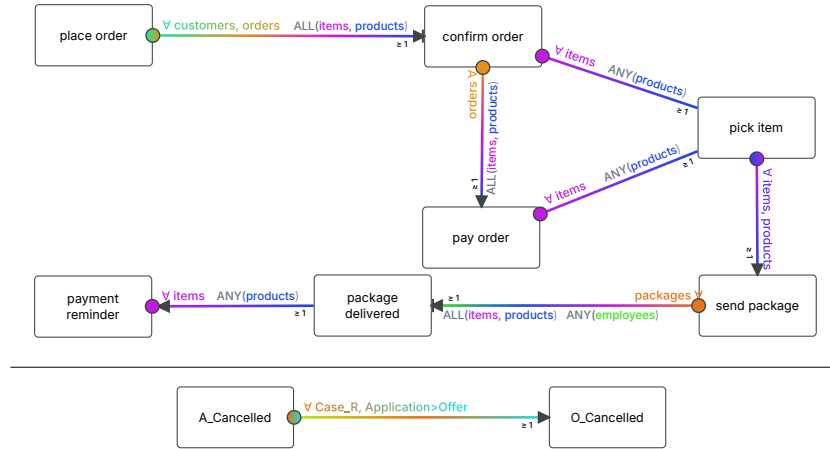 place order
∀ customers, orders
ALL(items, products)
≥ 1
confirm order
∀ items
ANY(products)
≥ 1
pick item
∀ orders
ALL(items, products)
≥ 1
∀ items
ANY(products)
≥ 1
pay order
∀ items, products
≥ 1
payment
reminder
∀ items
ANY(products)
≥ 1
package
delivered
≥ 1
ALL(items, products)
ANY(employees)
packages ∀
send package
A_Cancelled
∀ Case_R, Application>Offer
≥ 1
O_Cancelled